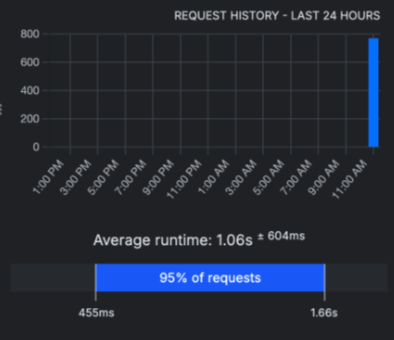 REQUEST HISTORY - LAST 24 HOURS
800
600
400
200
0
1:00 PM
3:00 PM
5:00 PM
7:00 PM
9:00 PM
11:00 PM
1:00 AM
3:00 AM
5:00 AM
7:00 AM
9:00 AM
11:00 AM
Average runtime: 1.06s ± 604ms
95% of requests
455ms 1.66s